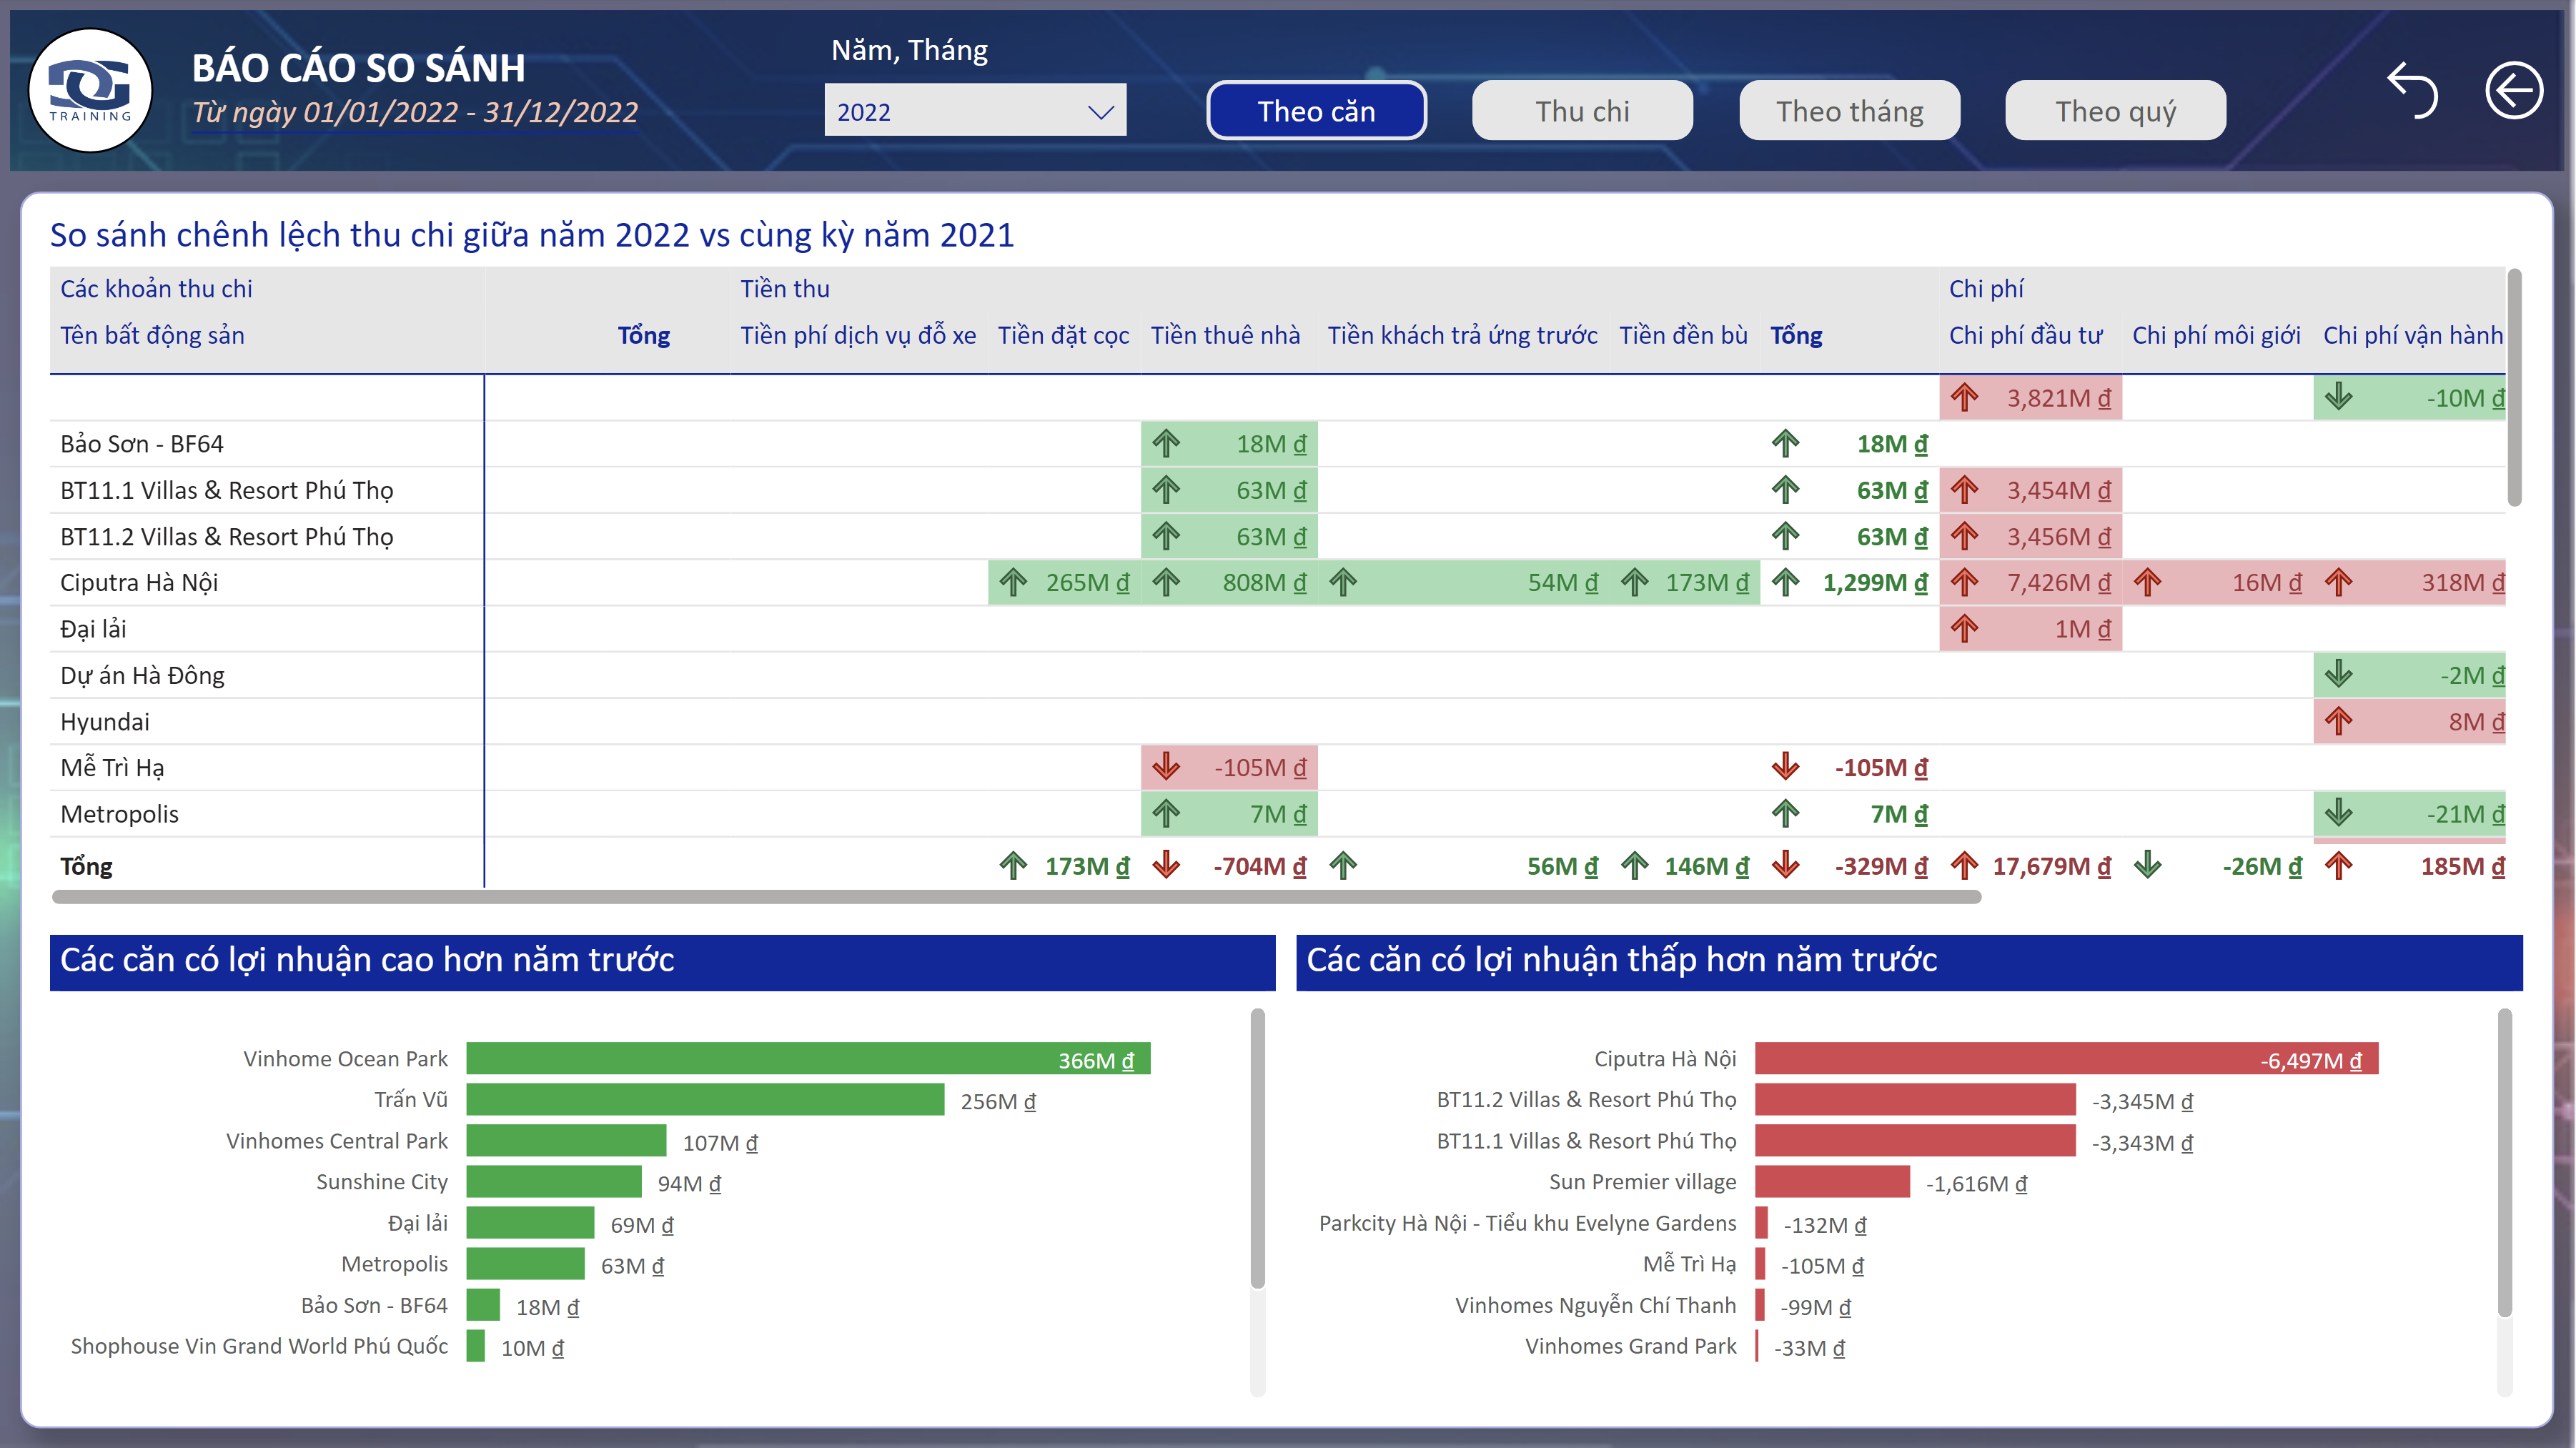 BÁO CÁO SO SÁNH
Từ ngày 01/01/2022 - 31/12/2022
TRAINING
Năm, Tháng
2022
Theo căn
Thu chi
Theo tháng
Theo quý
So sánh chênh lệch thu chi giữa năm 2022 vs cùng kỳ năm 2021
Các khoản thu chi Tiền thu Chi phí
Tên bất động sản Tổng Tiền phí dịch vụ đỗ xe Tiền đặt cọc Tiền thuê nhà Tiền khách trả ứng trước Tiền đền bù Tổng Chi phí đầu tư Chi phí môi giới Chi phí vận hành
3,821M ₫ -10M ₫
Bảo Sơn - BF64 18M ₫ 18M ₫
BT11.1 Villas & Resort Phú Thọ 63M ₫ 63M ₫ 3,454M ₫
BT11.2 Villas & Resort Phú Thọ 63M ₫ 63M ₫ 3,456M ₫
Ciputra Hà Nội 265M ₫ 808M ₫ 54M ₫ 173M ₫ 1,299M ₫ 7,426M ₫ 16M ₫ 318M ₫
Đại lải 1M ₫
Dự án Hà Đông -2M ₫
Hyundai 8M ₫
Mễ Trì Hạ -105M ₫ -105M ₫
Metropolis 7M ₫ 7M ₫ -21M ₫
Tổng 173M ₫ -704M ₫ 56M ₫ 146M ₫ -329M ₫ 17,679M ₫ -26M ₫ 185M ₫
Các căn có lợi nhuận cao hơn năm trước
Vinhome Ocean Park 366M ₫
Trấn Vũ 256M ₫
Vinhomes Central Park 107M ₫
Sunshine City 94M ₫
Đại lải 69M ₫
Metropolis 63M ₫
Bảo Sơn - BF64 18M ₫
Shophouse Vin Grand World Phú Quốc 10M ₫
Các căn có lợi nhuận thấp hơn năm trước
Ciputra Hà Nội -6,497M ₫
BT11.2 Villas & Resort Phú Thọ -3,345M ₫
BT11.1 Villas & Resort Phú Thọ -3,343M ₫
Sun Premier village -1,616M ₫
Parkcity Hà Nội - Tiểu khu Evelyne Gardens -132M ₫
Mễ Trì Hạ -105M ₫
Vinhomes Nguyễn Chí Thanh -99M ₫
Vinhomes Grand Park -33M ₫